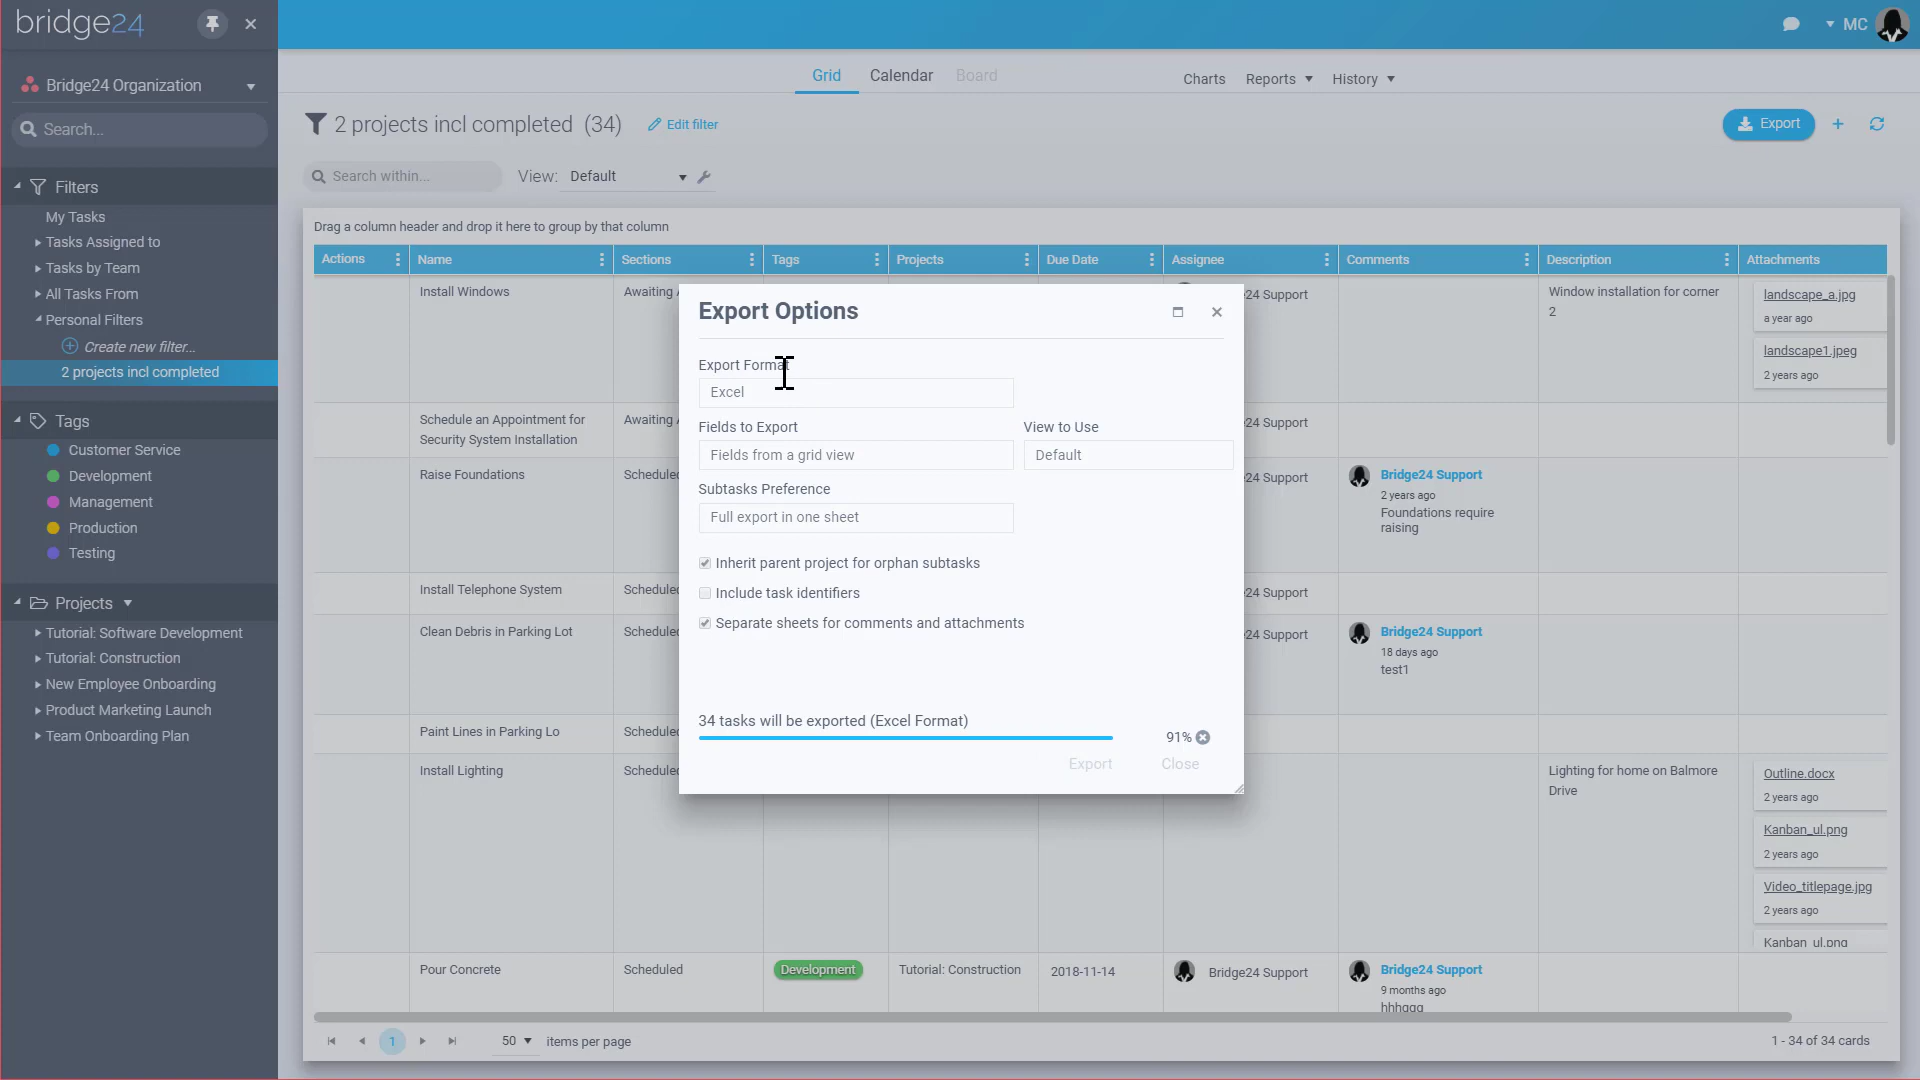 bridge24
MC
Bridge24 Organization
Search...
Filters
My Tasks
Tasks Assigned to
Tasks by Team
All Tasks From
Personal Filters
Create new filter...
2 projects incl completed
Tags
Customer Service
Development
Management
Production
Testing
Projects
Tutorial: Software Development
Tutorial: Construction
New Employee Onboarding
Product Marketing Launch
Team Onboarding Plan
Grid Calendar Board
Charts Reports History
2 projects incl completed (34) Edit filter
Export
Search within... View: Default
Drag a column header and drop it here to group by that column
Actions Name Sections Tags Projects Due Date Assignee Comments Description Attachments
Install Windows
Awaiting
24 Support
Window installation for corner
2
landscape_a.jpg
a year ago
landscape1.jpeg
2 years ago
Schedule an Appointment for
Security System Installation
Awaiting
24 Support
Raise Foundations
Scheduled
24 Support
Bridge24 Support
2 years ago
Foundations require
raising
Install Telephone System
Scheduled
24 Support
Clean Debris in Parking Lot
Scheduled
24 Support
Bridge24 Support
18 days ago
test1
Paint Lines in Parking Lo
Scheduled
Install Lighting
Scheduled
Lighting for home on Balmore
Drive
Outline.docx
2 years ago
Kanban_ul.png
2 years ago
Video_titlepage.jpg
2 years ago
Kanban_ul.png
Pour Concrete
Scheduled
Development
Tutorial: Construction
2018-11-14
Bridge24 Support
Bridge24 Support
9 months ago
hhhggg
Export Options
Export Format
Excel
Fields to Export View to Use
Fields from a grid view Default
Subtasks Preference
Full export in one sheet
Inherit parent project for orphan subtasks
Include task identifiers
Separate sheets for comments and attachments
34 tasks will be exported (Excel Format)
91%
Export Close
1 50 items per page
1 - 34 of 34 cards